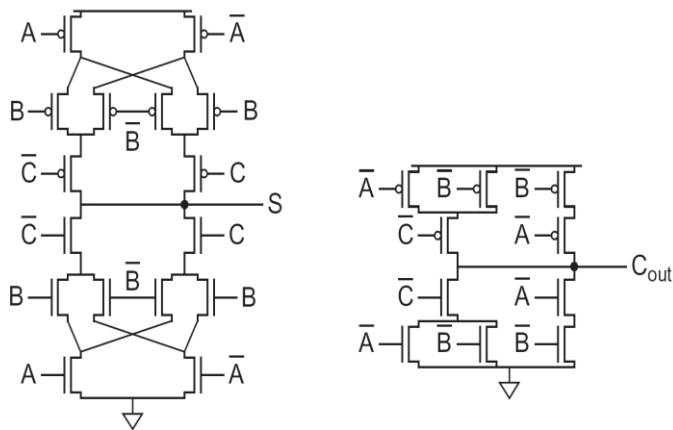 A A̅
B B̅ B
C̅ C
S
C̅ C
B B̅ B
A A̅
A̅ B̅ B̅
C̅ A̅
C_out
C̅ A̅
A̅ B̅ B̅